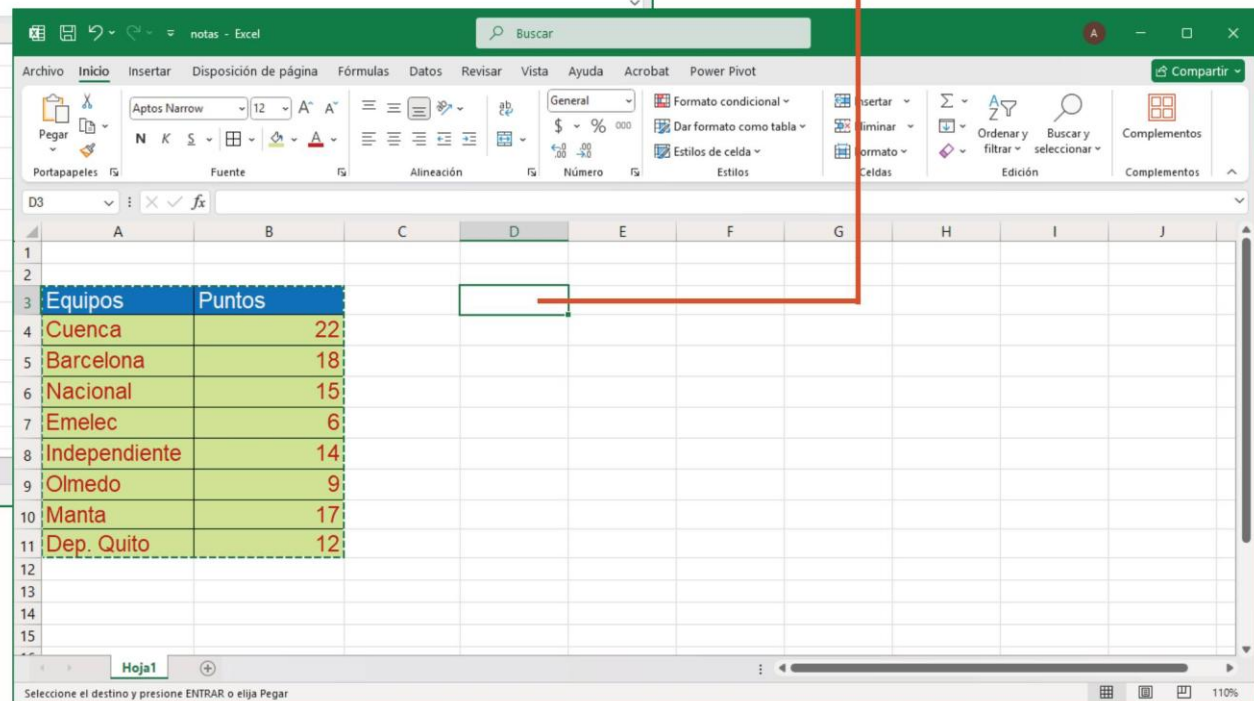 notas - Excel
Buscar
A
Archivo Inicio Insertar Disposición de página Fórmulas Datos Revisar Vista Ayuda Acrobat Power Pivot
Compartir
Pegar
Aptos Narrow 12
N K S
General
$ % 000
Formato condicional
Dar formato como tabla
Estilos de celda
Ordenar y filtrar
Buscar y seleccionar
Complementos
Portapapeles Fuente Alineación Número Estilos Celdas Edición Complementos
D3 fx
A B C D E F G H I J
1
2
3 Equipos Puntos
4 Cuenca 22
5 Barcelona 18
6 Nacional 15
7 Emelec 6
8 Independiente 14
9 Olmedo 9
10 Manta 17
11 Dep. Quito 12
12
13
14
15
Hoja1
Seleccione el destino y presione ENTRAR o elija Pegar
110%